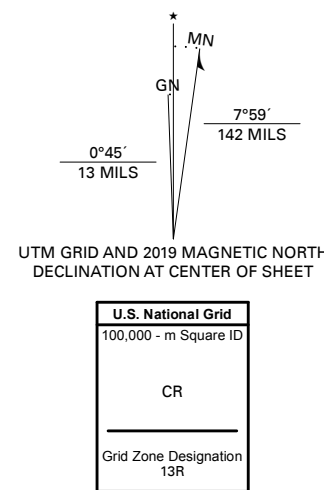 ★
MN
GN
7°59´
142 MILS
0°45´
13 MILS
UTM GRID AND 2019 MAGNETIC NORTH
DECLINATION AT CENTER OF SHEET
U.S. National Grid
100,000 - m Square ID
CR
Grid Zone Designation
13R